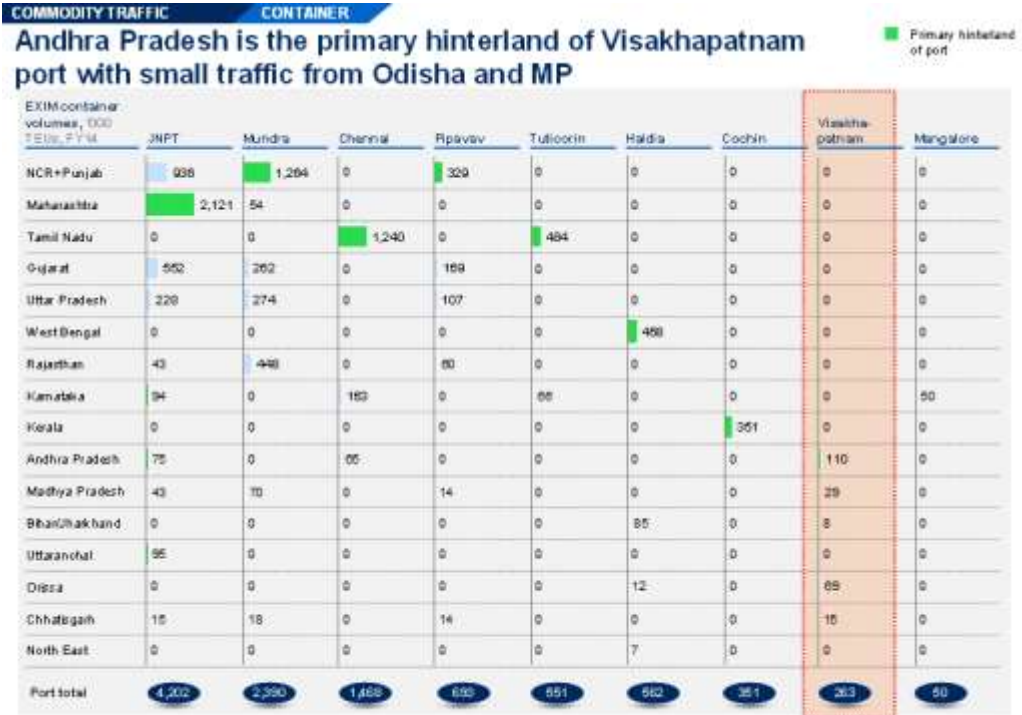 COMMODITY TRAFFIC CONTAINER
Andhra Pradesh is the primary hinterland of Visakhapatnam
port with small traffic from Odisha and MP
Primary hinterland
of port
EXIM container
volumes, '000
TEUs, FY14 JNPT Mundra Chennai Pipavav Tuticorin Haldia Cochin Visakha-
patnam Mangalore
NCR+Punjab 936 1,264 0 329 0 0 0 0 0
Maharashtra 2,121 54 0 0 0 0 0 0 0
Tamil Nadu 0 0 1,240 0 484 0 0 0 0
Gujarat 552 262 0 169 0 0 0 0 0
Uttar Pradesh 228 274 0 107 0 0 0 0 0
West Bengal 0 0 0 0 0 458 0 0 0
Rajasthan 43 448 0 60 0 0 0 0 0
Karnataka 94 0 163 0 66 0 0 0 50
Kerala 0 0 0 0 0 0 351 0 0
Andhra Pradesh 75 0 65 0 0 0 0 110 0
Madhya Pradesh 43 70 0 14 0 0 0 29 0
Bihar/Jharkhand 0 0 0 0 0 85 0 8 0
Uttaranchal 95 0 0 0 0 0 0 0 0
Orissa 0 0 0 0 0 12 0 0
Chhatisgarh 15 18 0 14 0 0 0 15 0
North East 0 0 0 0 0 7 0 0 0
Port total 4,202 2,390 1,468 693 551 562 351 263 50